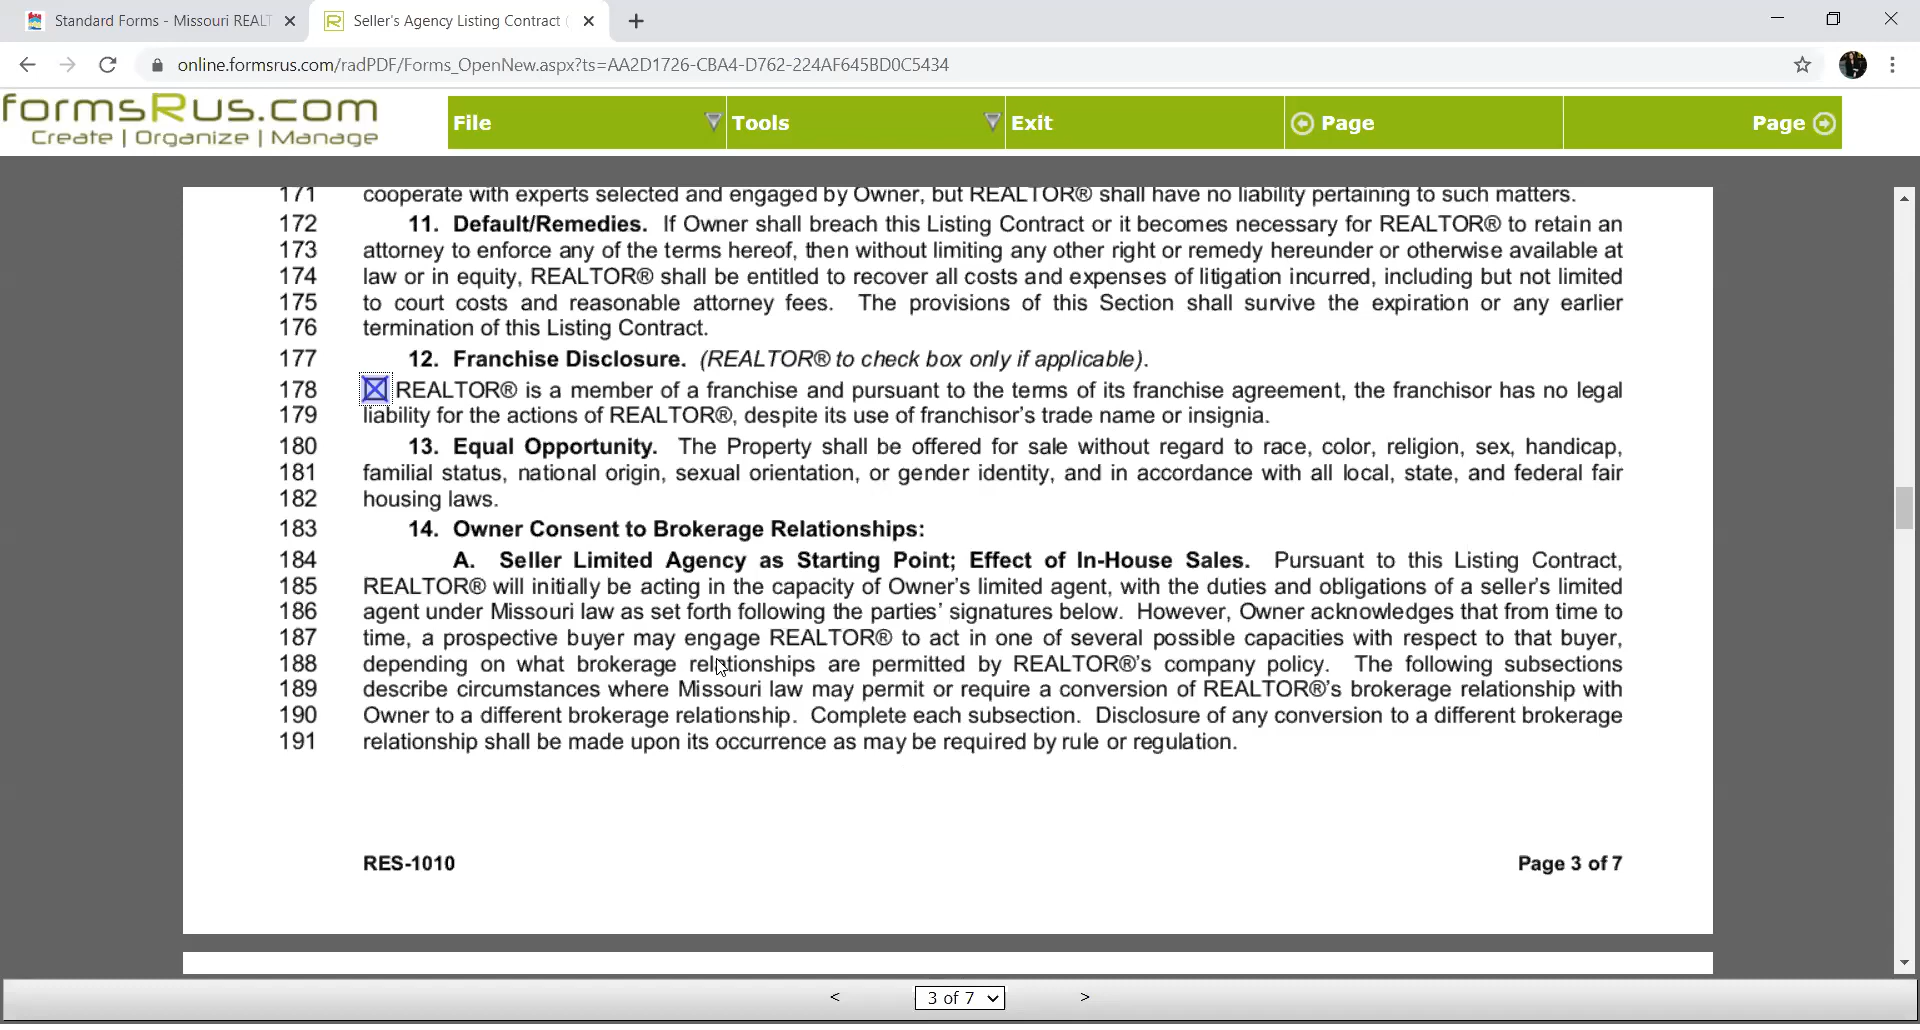 Standard Forms - Missouri REALT
Seller's Agency Listing Contract (
online.formsrus.com/radPDF/Forms_OpenNew.aspx?ts=AA2D1726-CBA4-D762-224AF645BD0C5434
formsRus.com
Create | Organize | Manage
File
Tools
Exit
Page
Page
171 cooperate with experts selected and engaged by Owner, but REALTOR® shall have no liability pertaining to such matters.
172 11. Default/Remedies. If Owner shall breach this Listing Contract or it becomes necessary for REALTOR® to retain an
173 attorney to enforce any of the terms hereof, then without limiting any other right or remedy hereunder or otherwise available at
174 law or in equity, REALTOR® shall be entitled to recover all costs and expenses of litigation incurred, including but not limited
175 to court costs and reasonable attorney fees. The provisions of this Section shall survive the expiration or any earlier
176 termination of this Listing Contract.
177 12. Franchise Disclosure. (REALTOR® to check box only if applicable).
178 REALTOR® is a member of a franchise and pursuant to the terms of its franchise agreement, the franchisor has no legal
179 liability for the actions of REALTOR®, despite its use of franchisor's trade name or insignia.
180 13. Equal Opportunity. The Property shall be offered for sale without regard to race, color, religion, sex, handicap,
181 familial status, national origin, sexual orientation, or gender identity, and in accordance with all local, state, and federal fair
182 housing laws.
183 14. Owner Consent to Brokerage Relationships:
184 A. Seller Limited Agency as Starting Point; Effect of In-House Sales. Pursuant to this Listing Contract,
185 REALTOR® will initially be acting in the capacity of Owner's limited agent, with the duties and obligations of a seller's limited
186 agent under Missouri law as set forth following the parties' signatures below. However, Owner acknowledges that from time to
187 time, a prospective buyer may engage REALTOR® to act in one of several possible capacities with respect to that buyer,
188 depending on what brokerage relationships are permitted by REALTOR®'s company policy. The following subsections
189 describe circumstances where Missouri law may permit or require a conversion of REALTOR®'s brokerage relationship with
190 Owner to a different brokerage relationship. Complete each subsection. Disclosure of any conversion to a different brokerage
191 relationship shall be made upon its occurrence as may be required by rule or regulation.
RES-1010
Page 3 of 7
< 3 of 7 >